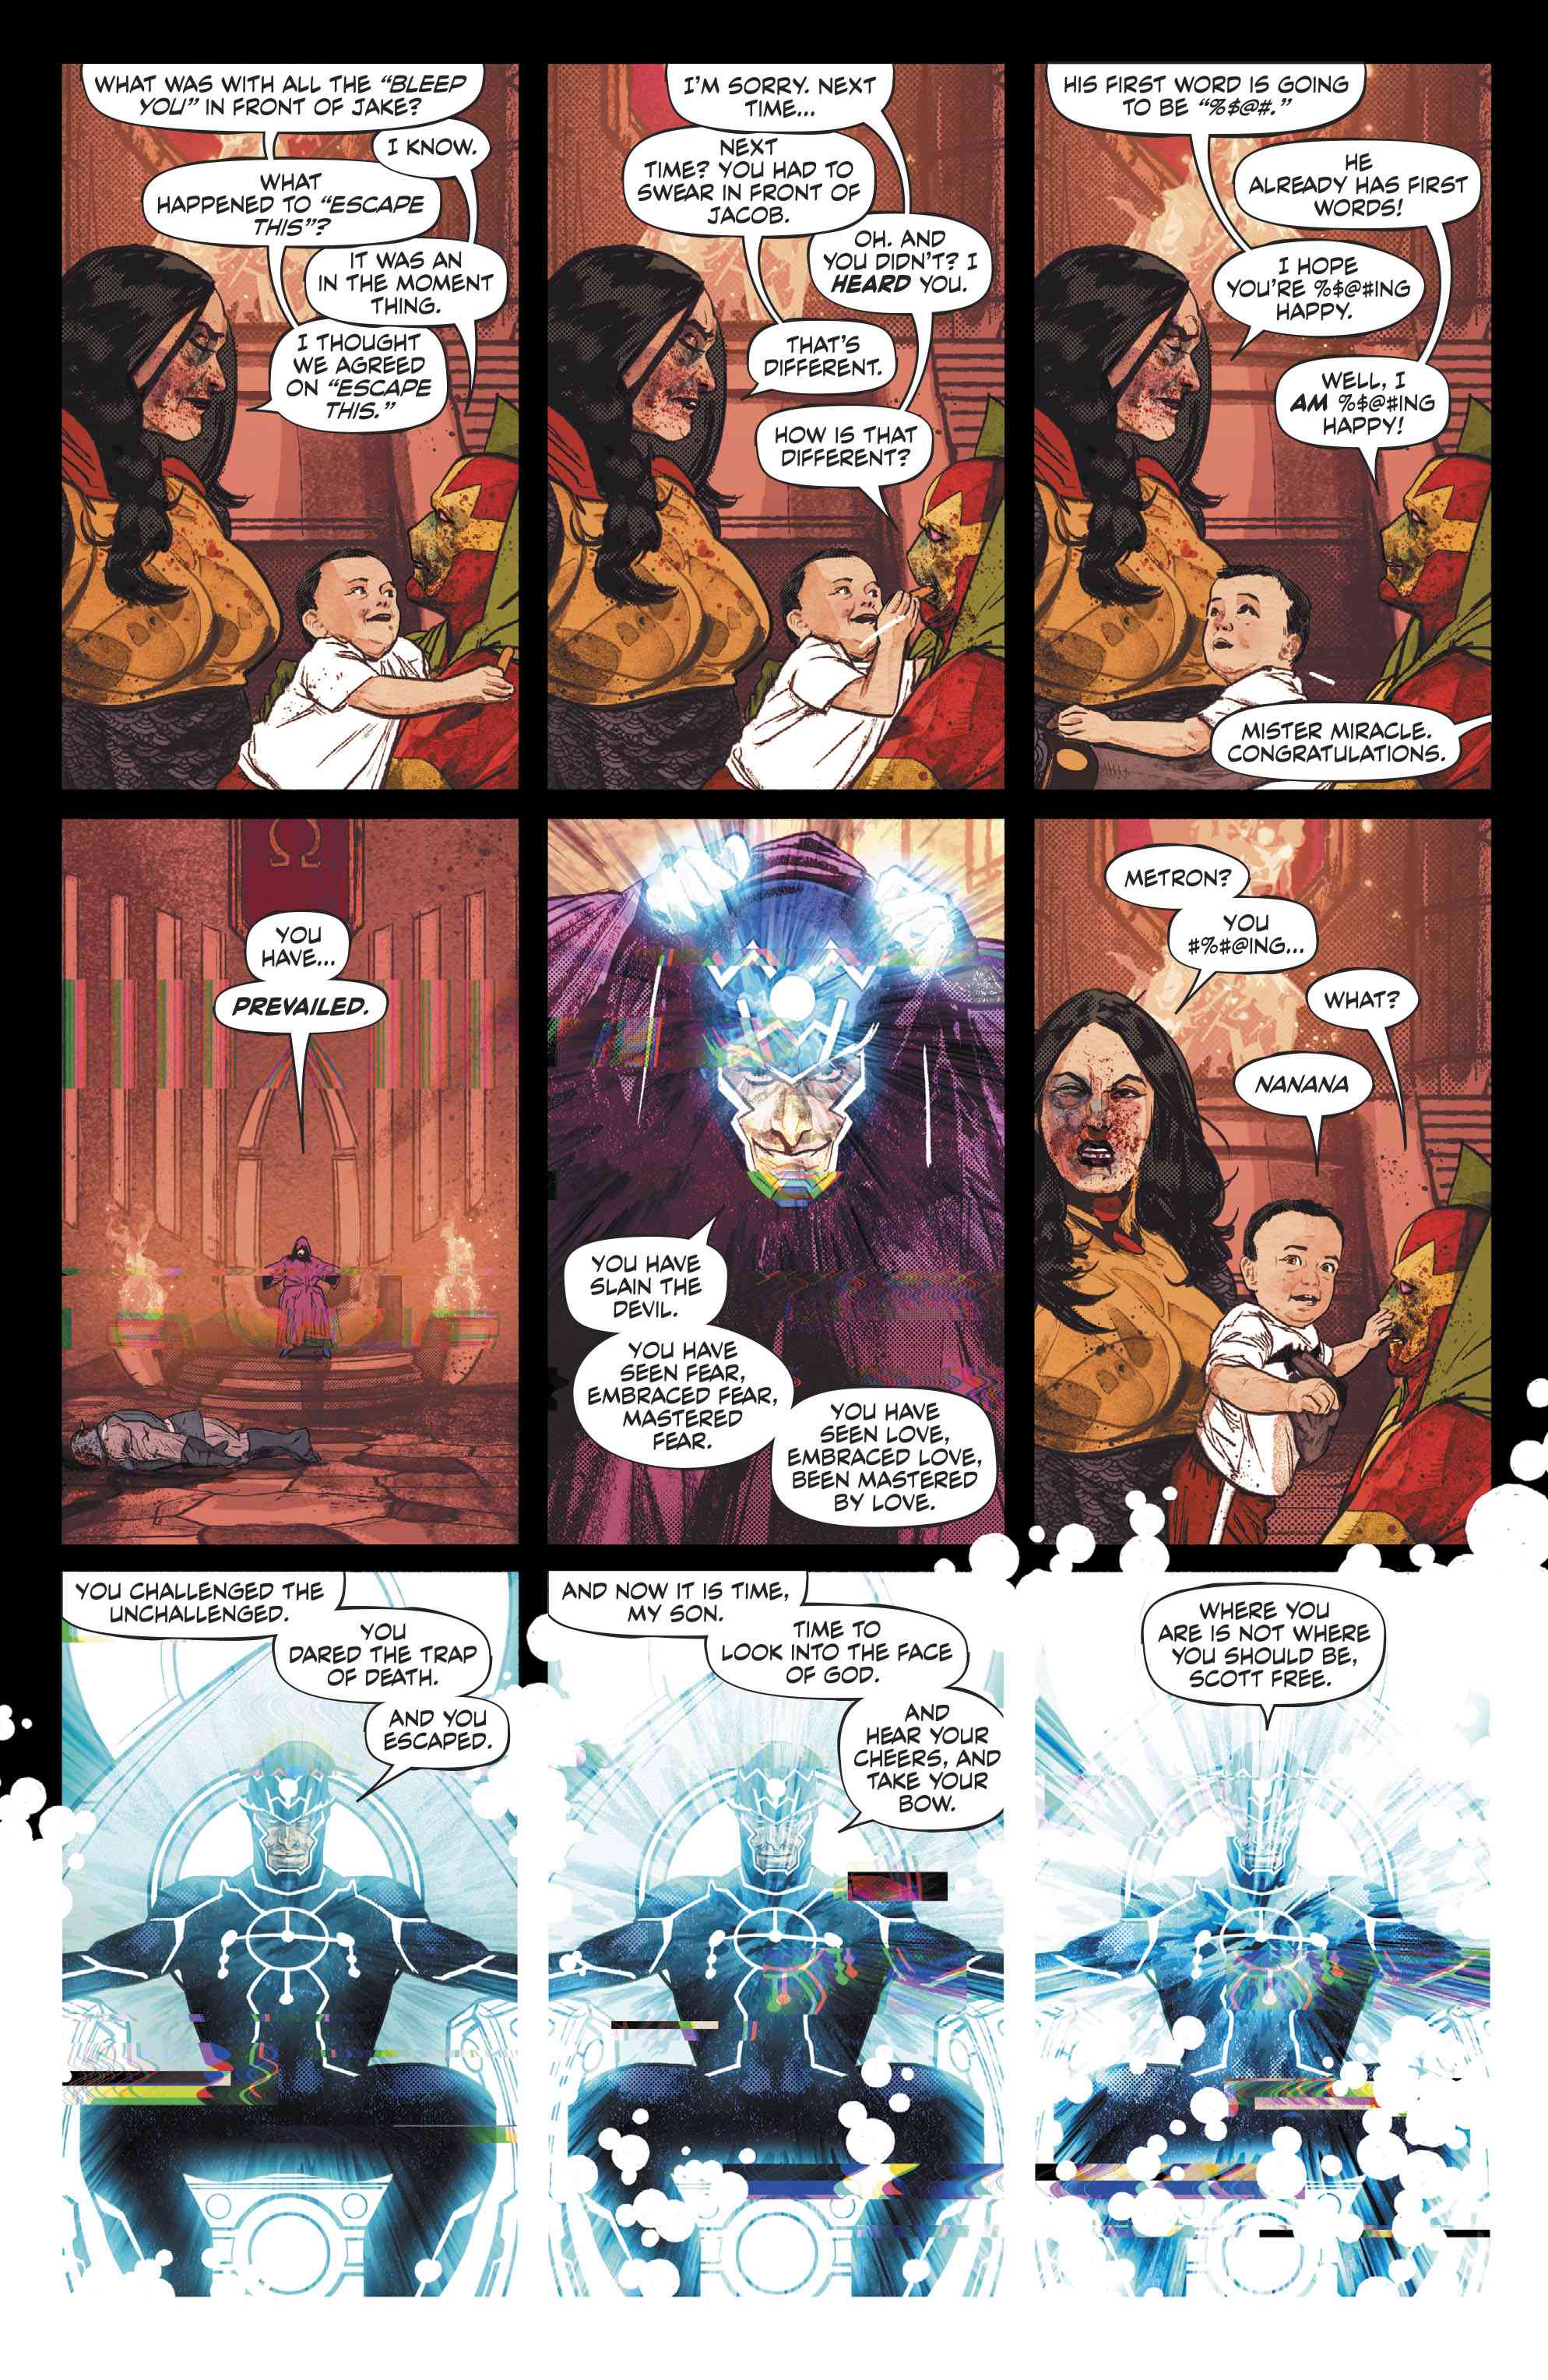 WHAT WAS WITH ALL THE "BLEEP
YOU" IN FRONT OF JAKE?
I KNOW.
WHAT
HAPPENED TO "ESCAPE
THIS"?
IT WAS AN
IN THE MOMENT
THING.
I THOUGHT
WE AGREED
ON "ESCAPE
THIS."
I'M SORRY. NEXT
TIME...
NEXT
TIME? YOU HAD TO
SWEAR IN FRONT OF
JACOB.
OH. AND
YOU DIDN'T? I
HEARD YOU.
THAT'S
DIFFERENT.
HOW IS THAT
DIFFERENT?
HIS FIRST WORD IS GOING
TO BE "%$@#."
HE
ALREADY HAS FIRST
WORDS!
I HOPE
YOU'RE %$@#ING
HAPPY.
WELL, I
AM %$@#ING
HAPPY!
MISTER MIRACLE.
CONGRATULATIONS.
Ω
YOU
HAVE...
PREVAILED.
YOU HAVE
SLAIN THE
DEVIL.
YOU HAVE
SEEN FEAR,
EMBRACED FEAR,
MASTERED
FEAR.
YOU HAVE
SEEN LOVE,
EMBRACED LOVE,
BEEN MASTERED
BY LOVE.
METRON?
YOU
#%#@ING...
WHAT?
NANANA
YOU CHALLENGED THE
UNCHALLENGED.
YOU
DARED THE TRAP
OF DEATH.
AND YOU
ESCAPED.
AND NOW IT IS TIME,
MY SON.
TIME TO
LOOK INTO THE FACE
OF GOD.
AND
HEAR YOUR
CHEERS, AND
TAKE YOUR
BOW.
WHERE YOU
ARE IS NOT WHERE
YOU SHOULD BE,
SCOTT FREE.